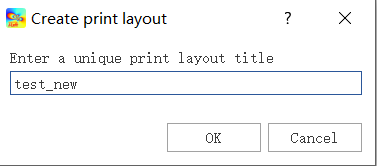 Create print layout ?
Enter a unique print layout title
test_new
OK Cancel